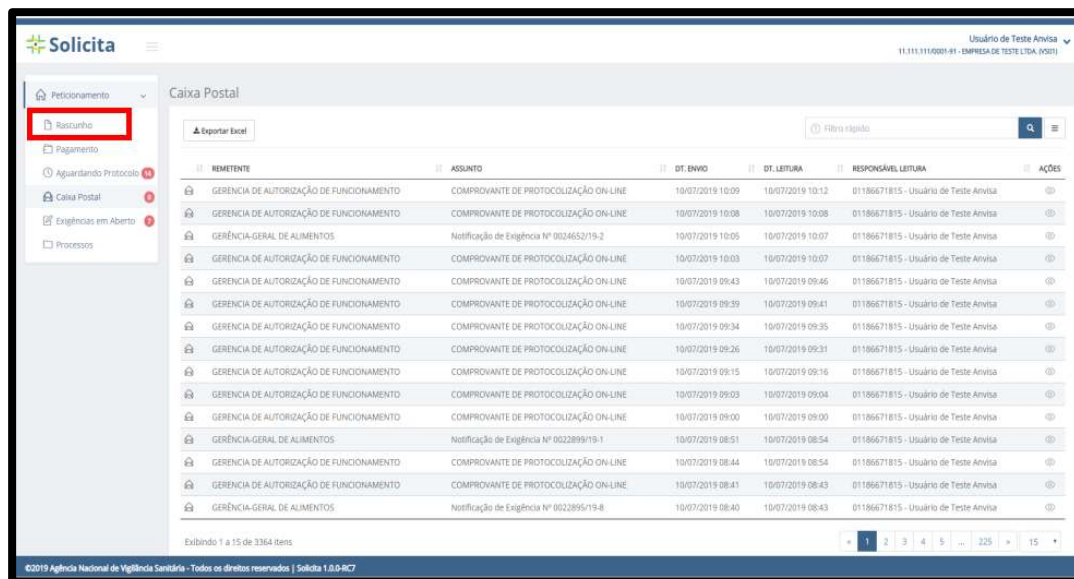 Solicita
Usuário de Teste Anvisa
11.111.111/0001-91 - EMPRESA DE TESTE LTDA. (VS01)
Peticionamento
Rascunho
Pagamento
Aguardando Protocolo 14
Caixa Postal
Exigências em Aberto
Processos
Caixa Postal
Exportar Excel
Filtro rápido
REMETENTE ASSUNTO DT. ENVIO DT. LEITURA RESPONSÁVEL LEITURA AÇÕES
GERENCIA DE AUTORIZAÇÃO DE FUNCIONAMENTO COMPROVANTE DE PROTOCOLIZAÇÃO ON-LINE 10/07/2019 10:09 10/07/2019 10:12 01186671815 - Usuário de Teste Anvisa
GERENCIA DE AUTORIZAÇÃO DE FUNCIONAMENTO COMPROVANTE DE PROTOCOLIZAÇÃO ON-LINE 10/07/2019 10:08 10/07/2019 10:08 01186671815 - Usuário de Teste Anvisa
GERÊNCIA-GERAL DE ALIMENTOS Notificação de Exigência Nº 0024652/19-2 10/07/2019 10:05 10/07/2019 10:07 01186671815 - Usuário de Teste Anvisa
GERENCIA DE AUTORIZAÇÃO DE FUNCIONAMENTO COMPROVANTE DE PROTOCOLIZAÇÃO ON-LINE 10/07/2019 10:03 10/07/2019 10:07 01186671815 - Usuário de Teste Anvisa
GERENCIA DE AUTORIZAÇÃO DE FUNCIONAMENTO COMPROVANTE DE PROTOCOLIZAÇÃO ON-LINE 10/07/2019 09:43 10/07/2019 09:46 01186671815 - Usuário de Teste Anvisa
GERENCIA DE AUTORIZAÇÃO DE FUNCIONAMENTO COMPROVANTE DE PROTOCOLIZAÇÃO ON-LINE 10/07/2019 09:39 10/07/2019 09:41 01186671815 - Usuário de Teste Anvisa
GERENCIA DE AUTORIZAÇÃO DE FUNCIONAMENTO COMPROVANTE DE PROTOCOLIZAÇÃO ON-LINE 10/07/2019 09:34 10/07/2019 09:35 01186671815 - Usuário de Teste Anvisa
GERENCIA DE AUTORIZAÇÃO DE FUNCIONAMENTO COMPROVANTE DE PROTOCOLIZAÇÃO ON-LINE 10/07/2019 09:26 10/07/2019 09:31 01186671815 - Usuário de Teste Anvisa
GERENCIA DE AUTORIZAÇÃO DE FUNCIONAMENTO COMPROVANTE DE PROTOCOLIZAÇÃO ON-LINE 10/07/2019 09:15 10/07/2019 09:16 01186671815 - Usuário de Teste Anvisa
GERENCIA DE AUTORIZAÇÃO DE FUNCIONAMENTO COMPROVANTE DE PROTOCOLIZAÇÃO ON-LINE 10/07/2019 09:03 10/07/2019 09:04 01186671815 - Usuário de Teste Anvisa
GERENCIA DE AUTORIZAÇÃO DE FUNCIONAMENTO COMPROVANTE DE PROTOCOLIZAÇÃO ON-LINE 10/07/2019 09:00 10/07/2019 09:00 01186671815 - Usuário de Teste Anvisa
GERÊNCIA-GERAL DE ALIMENTOS Notificação de Exigência Nº 0022899/19-1 10/07/2019 08:51 10/07/2019 08:54 01186671815 - Usuário de Teste Anvisa
GERENCIA DE AUTORIZAÇÃO DE FUNCIONAMENTO COMPROVANTE DE PROTOCOLIZAÇÃO ON-LINE 10/07/2019 08:44 10/07/2019 08:54 01186671815 - Usuário de Teste Anvisa
GERENCIA DE AUTORIZAÇÃO DE FUNCIONAMENTO COMPROVANTE DE PROTOCOLIZAÇÃO ON-LINE 10/07/2019 08:41 10/07/2019 08:43 01186671815 - Usuário de Teste Anvisa
GERÊNCIA-GERAL DE ALIMENTOS Notificação de Exigência Nº 0022895/19-8 10/07/2019 08:40 10/07/2019 08:43 01186671815 - Usuário de Teste Anvisa
Exibindo 1 a 15 de 3364 itens
« 1 2 3 4 5 ... 225 » 15
©2019 Agência Nacional de Vigilância Sanitária - Todos os direitos reservados | Solicita 1.0.0-RC7